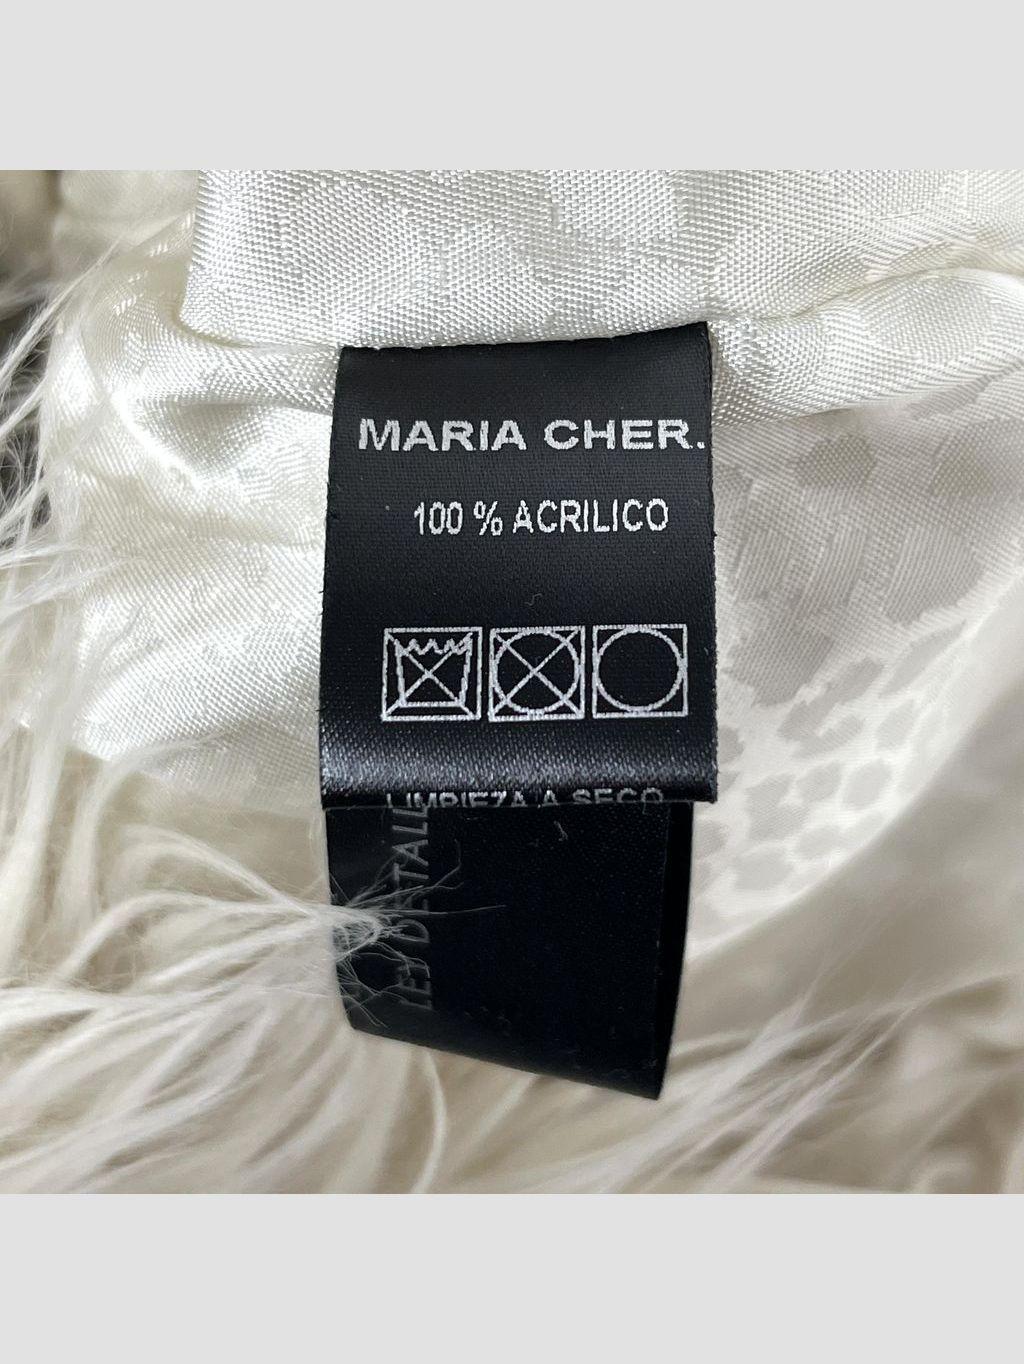 MARIA CHER.
100 % ACRILICO
LIMPIEZA A SECO